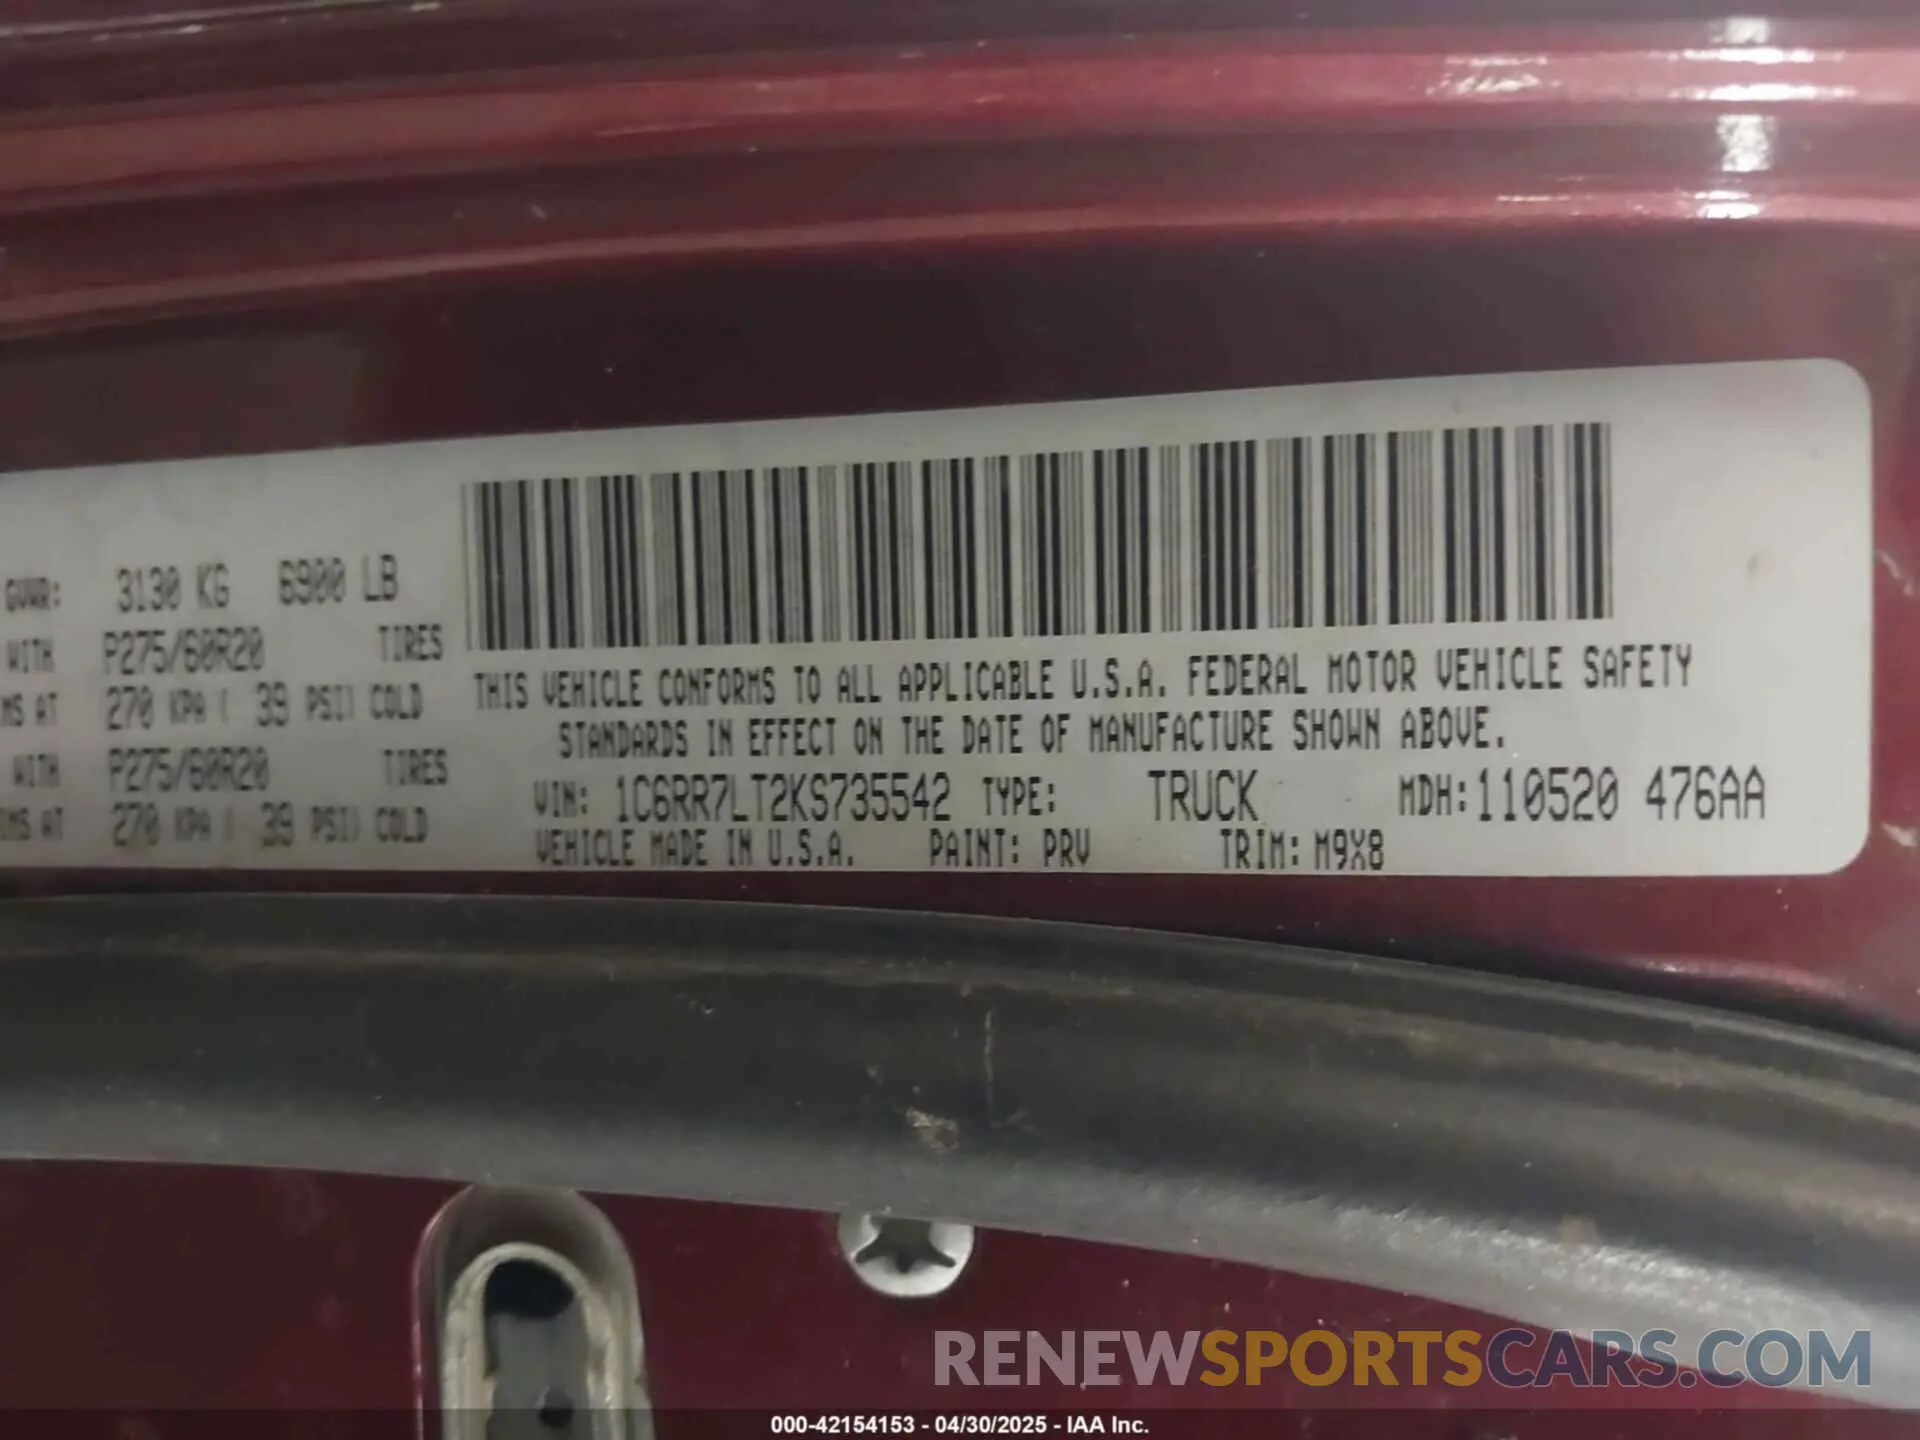 GVWR: 3130 KG 6900 LB
WITH P275/60R20 TIRES
MS AT 270 KPA ( 39 PSI) COLD
WITH P275/60R20 TIRES
MS AT 270 KPA ( 39 PSI) COLD
THIS VEHICLE CONFORMS TO ALL APPLICABLE U.S.A. FEDERAL MOTOR VEHICLE SAFETY
STANDARDS IN EFFECT ON THE DATE OF MANUFACTURE SHOWN ABOVE.
VIN: 1C6RR7LT2KS735542 TYPE: TRUCK MDH:110520 476AA
VEHICLE MADE IN U.S.A. PAINT: PRV TRIM: M9X8
RENEWSPORTSCARS.COM
000-42154153 - 04/30/2025 - IAA Inc.